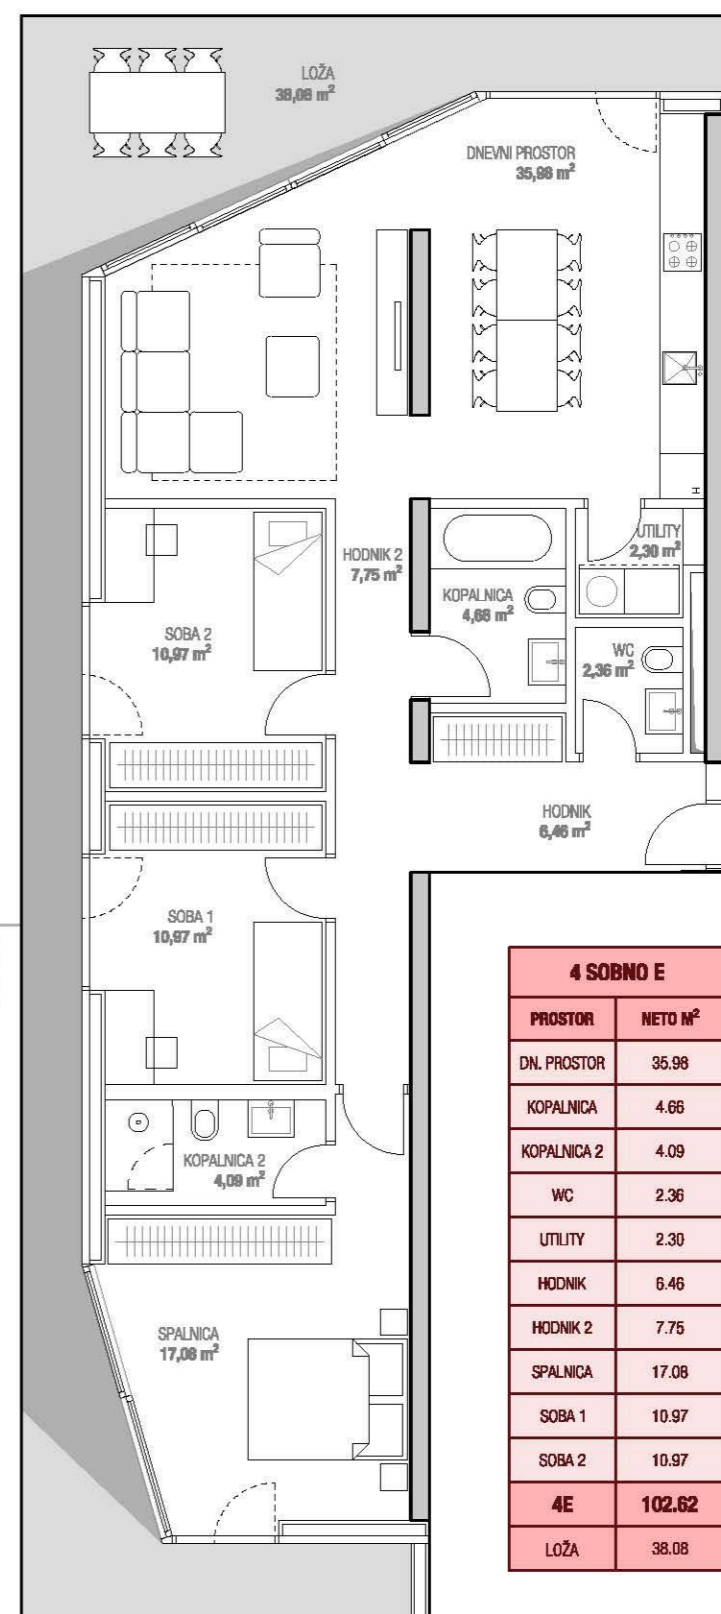 LOŽA
38,08 m²
DNEVNI PROSTOR
35,98 m²
UTILITY
2,30 m²
HODNIK 2
7,75 m²
KOPALNICA
4,68 m²
SOBA 2
10,97 m²
WC
2,36 m²
HODNIK
6,46 m²
SOBA 1
10,97 m²
KOPALNICA 2
4,09 m²
SPALNICA
17,08 m²
H
4 SOBNO E
PROSTOR NETO M²
DN. PROSTOR 35.98
KOPALNICA 4.66
KOPALNICA 2 4.09
WC 2.36
UTILITY 2.30
HODNIK 6.46
HODNIK 2 7.75
SPALNICA 17.08
SOBA 1 10.97
SOBA 2 10.97
4E 102.62
LOŽA 38.08